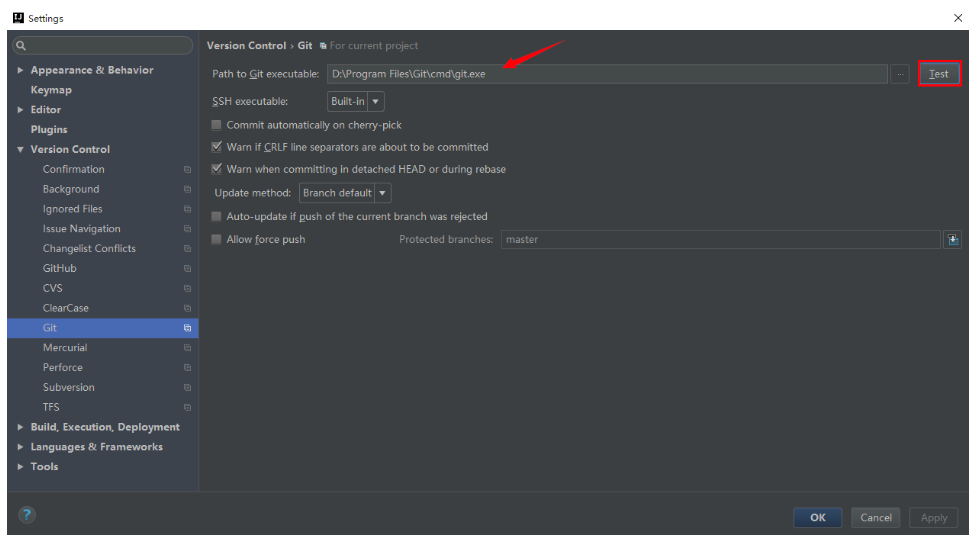 Settings
Version Control › Git For current project
Appearance & Behavior
Keymap
Editor
Plugins
Version Control
Confirmation
Background
Ignored Files
Issue Navigation
Changelist Conflicts
GitHub
CVS
ClearCase
Git
Mercurial
Perforce
Subversion
TFS
Build, Execution, Deployment
Languages & Frameworks
Tools
Path to Git executable: D:\Program Files\Git\cmd\git.exe ... Test
SSH executable: Built-in
Commit automatically on cherry-pick
Warn if CRLF line separators are about to be committed
Warn when committing in detached HEAD or during rebase
Update method: Branch default
Auto-update if push of the current branch was rejected
Allow force push Protected branches: master
? OK Cancel Apply